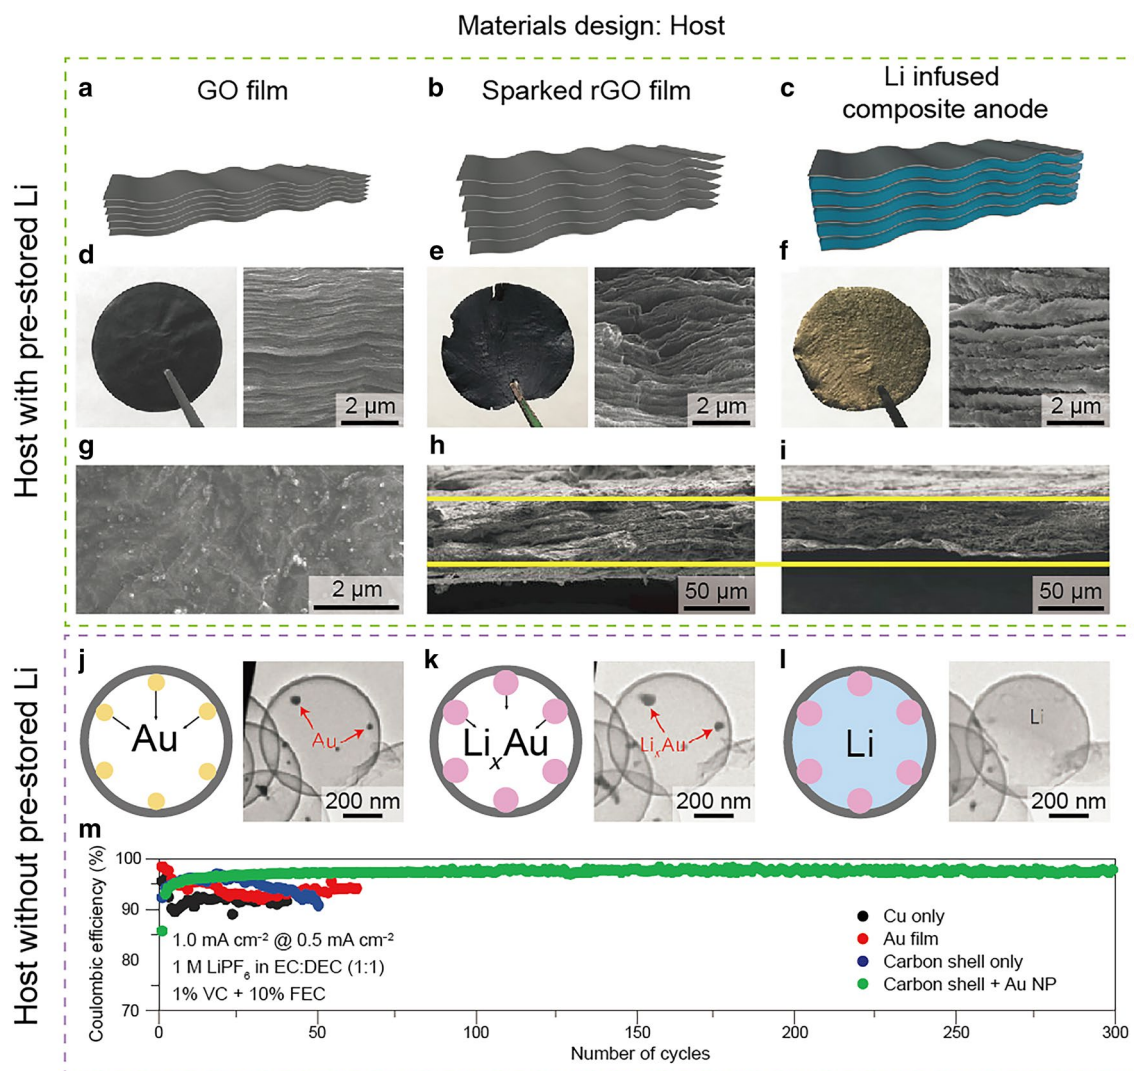 Materials design: Host
Host with pre-stored Li
a
GO film
b
Sparked rGO film
c
Li infused
composite anode
d
2 μm
e
2 μm
f
2 μm
g
2 μm
h
50 μm
i
50 μm
Host without pre-stored Li
j
Au
Au
200 nm
k
LixAu
LixAu
200 nm
l
Li
Li
200 nm
m
Coulombic efficiency (%)
100
90
80
70
1.0 mA cm⁻² @ 0.5 mA cm⁻²
1 M LiPF₆ in EC:DEC (1:1)
1% VC + 10% FEC
Cu only
Au film
Carbon shell only
Carbon shell + Au NP
0
50
100
150
200
250
300
Number of cycles